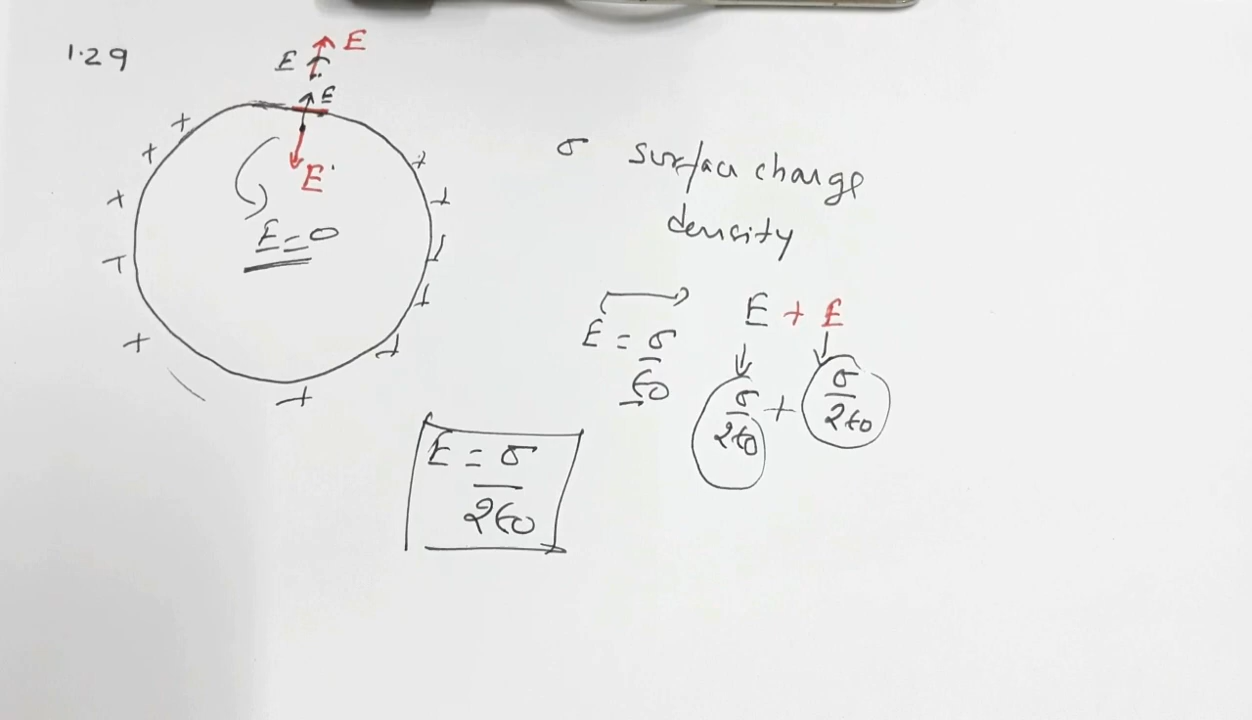 1.29
E E
E
E
E = 0
σ surface charge
density
E + E
E = σ/ε0
σ/2ε0 + σ/2ε0
E = σ/2ε0